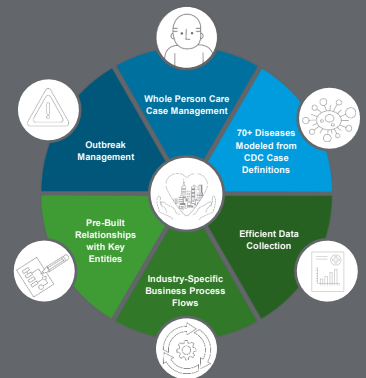 Whole Person Care
Case Management
70+ Diseases
Modeled from
CDC Case
Definitions
Efficient Data
Collection
Industry-Specific
Business Process
Flows
Pre-Built
Relationships
with Key
Entities
Outbreak
Management